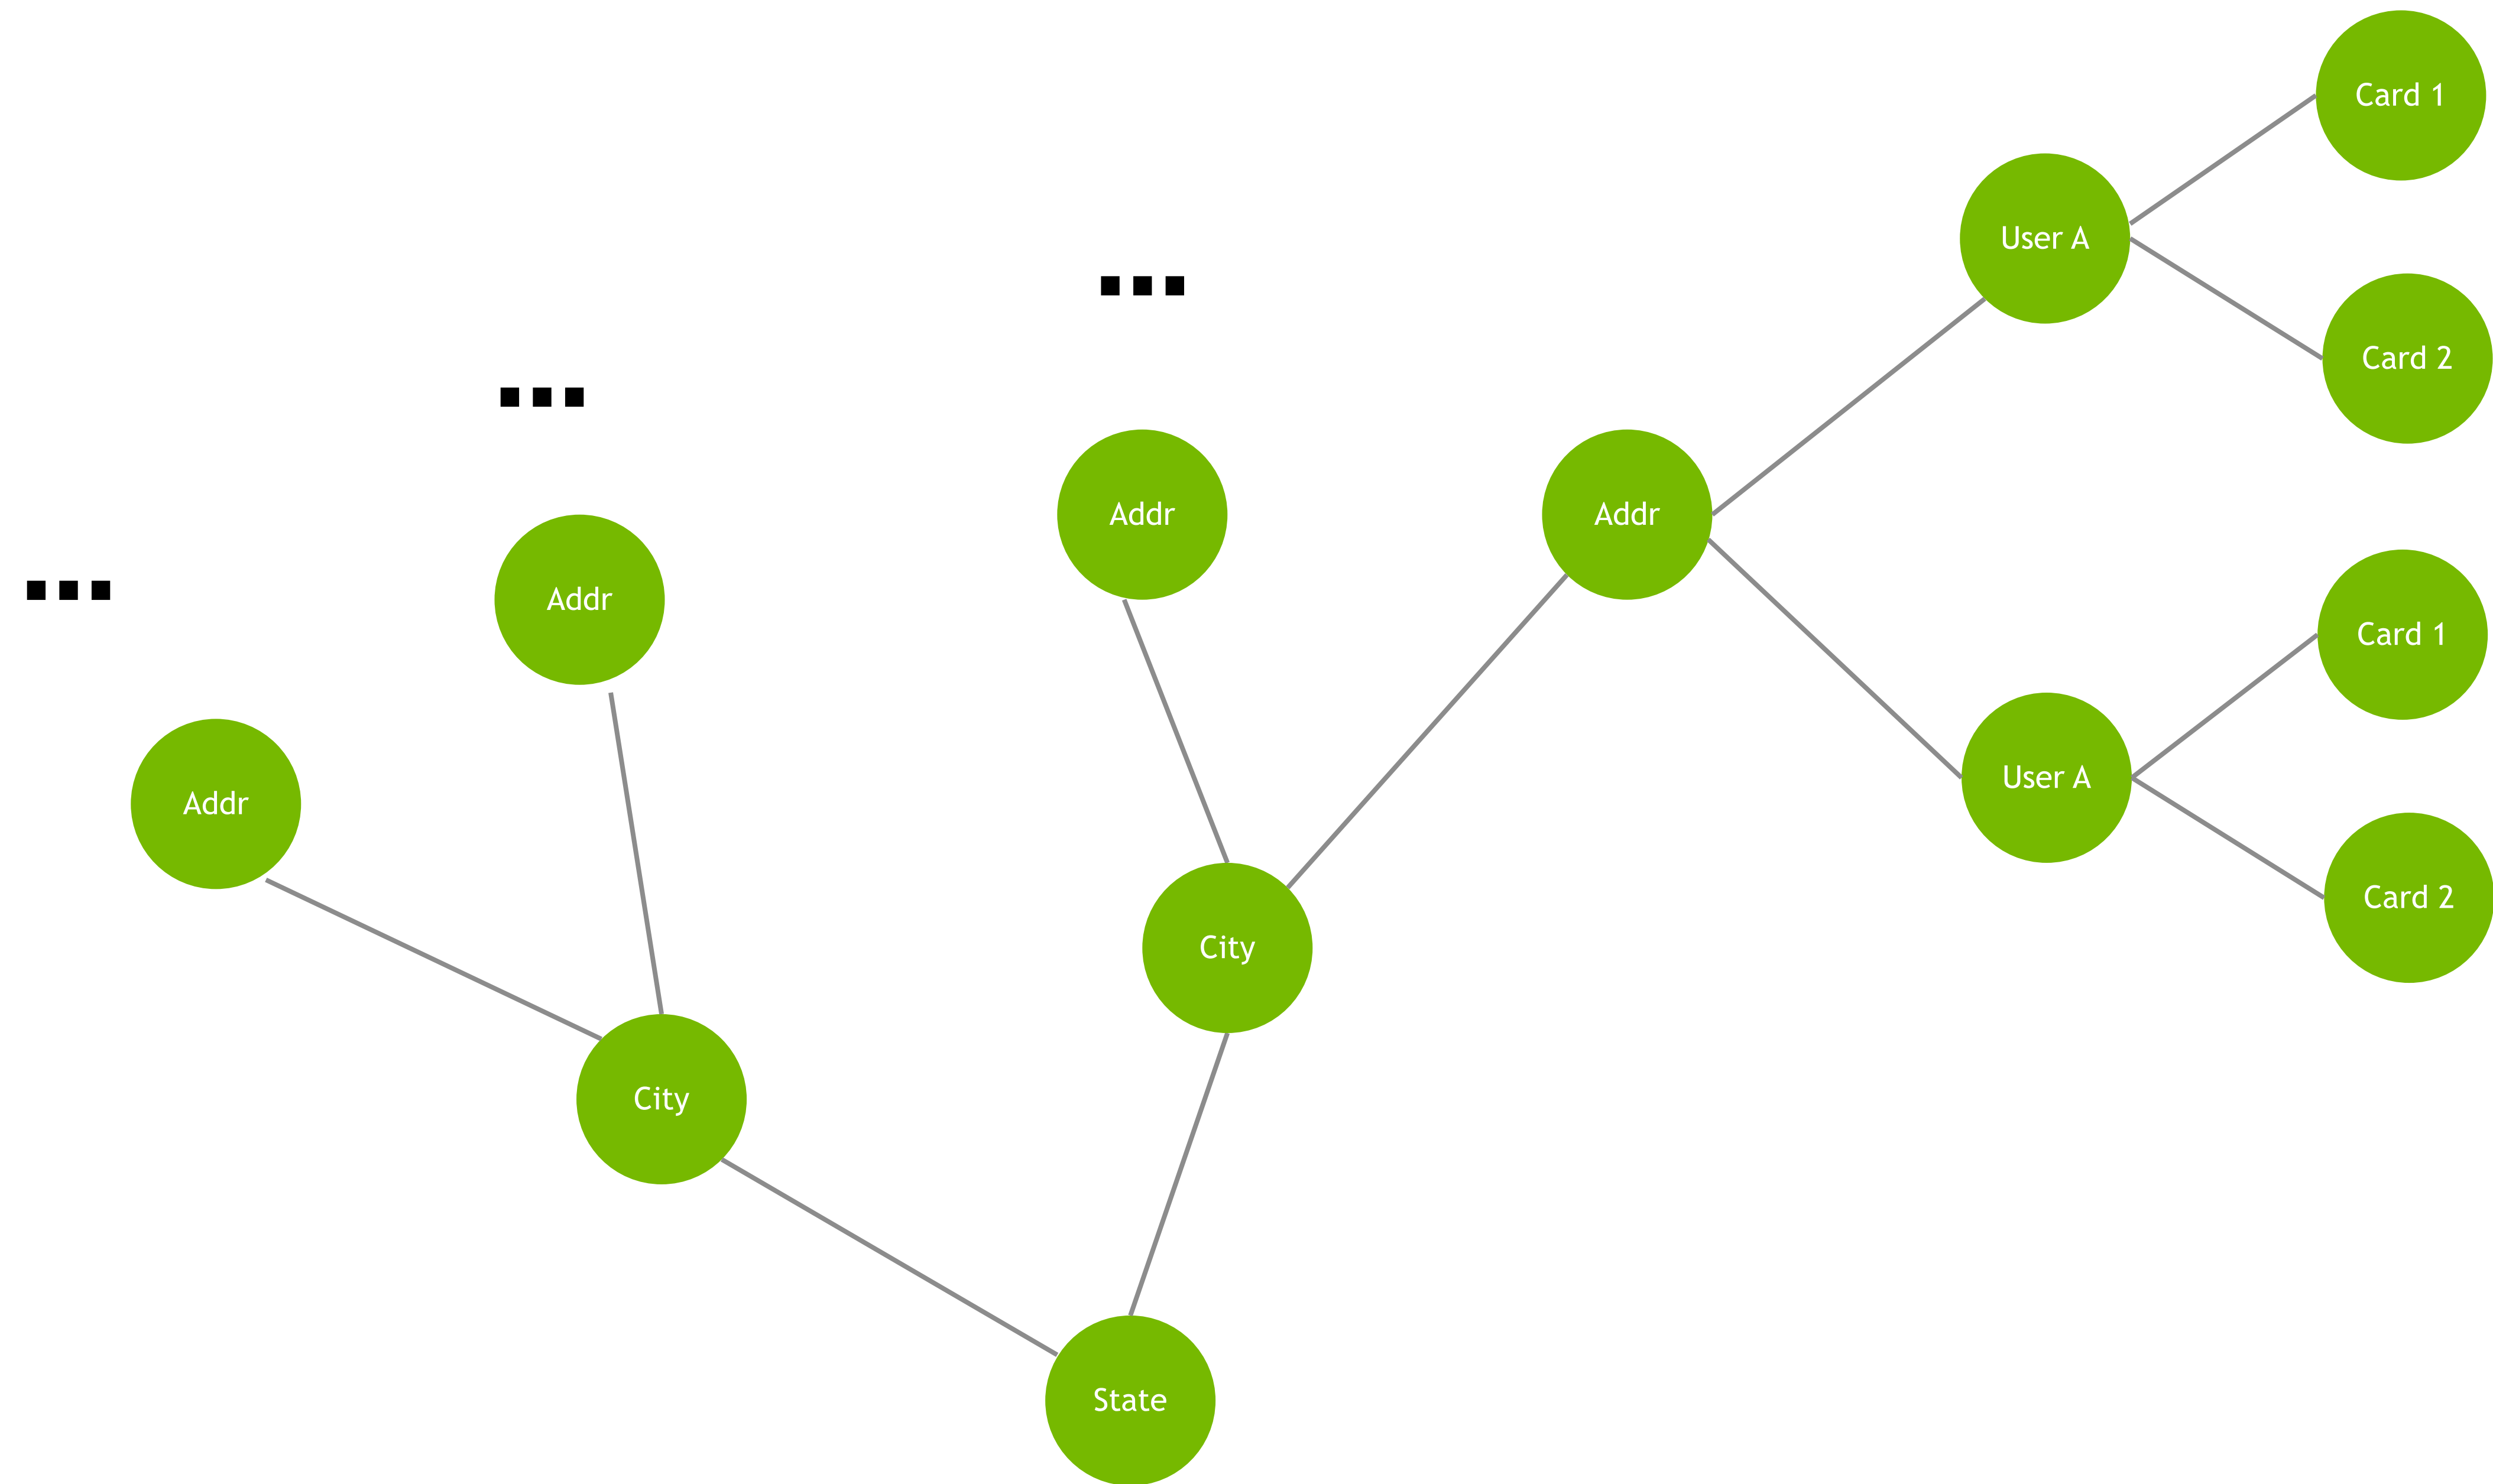 Card 1
User A
...
Card 2
...
Addr
Addr
...
Addr
Card 1
Addr
User A
Card 2
City
City
State